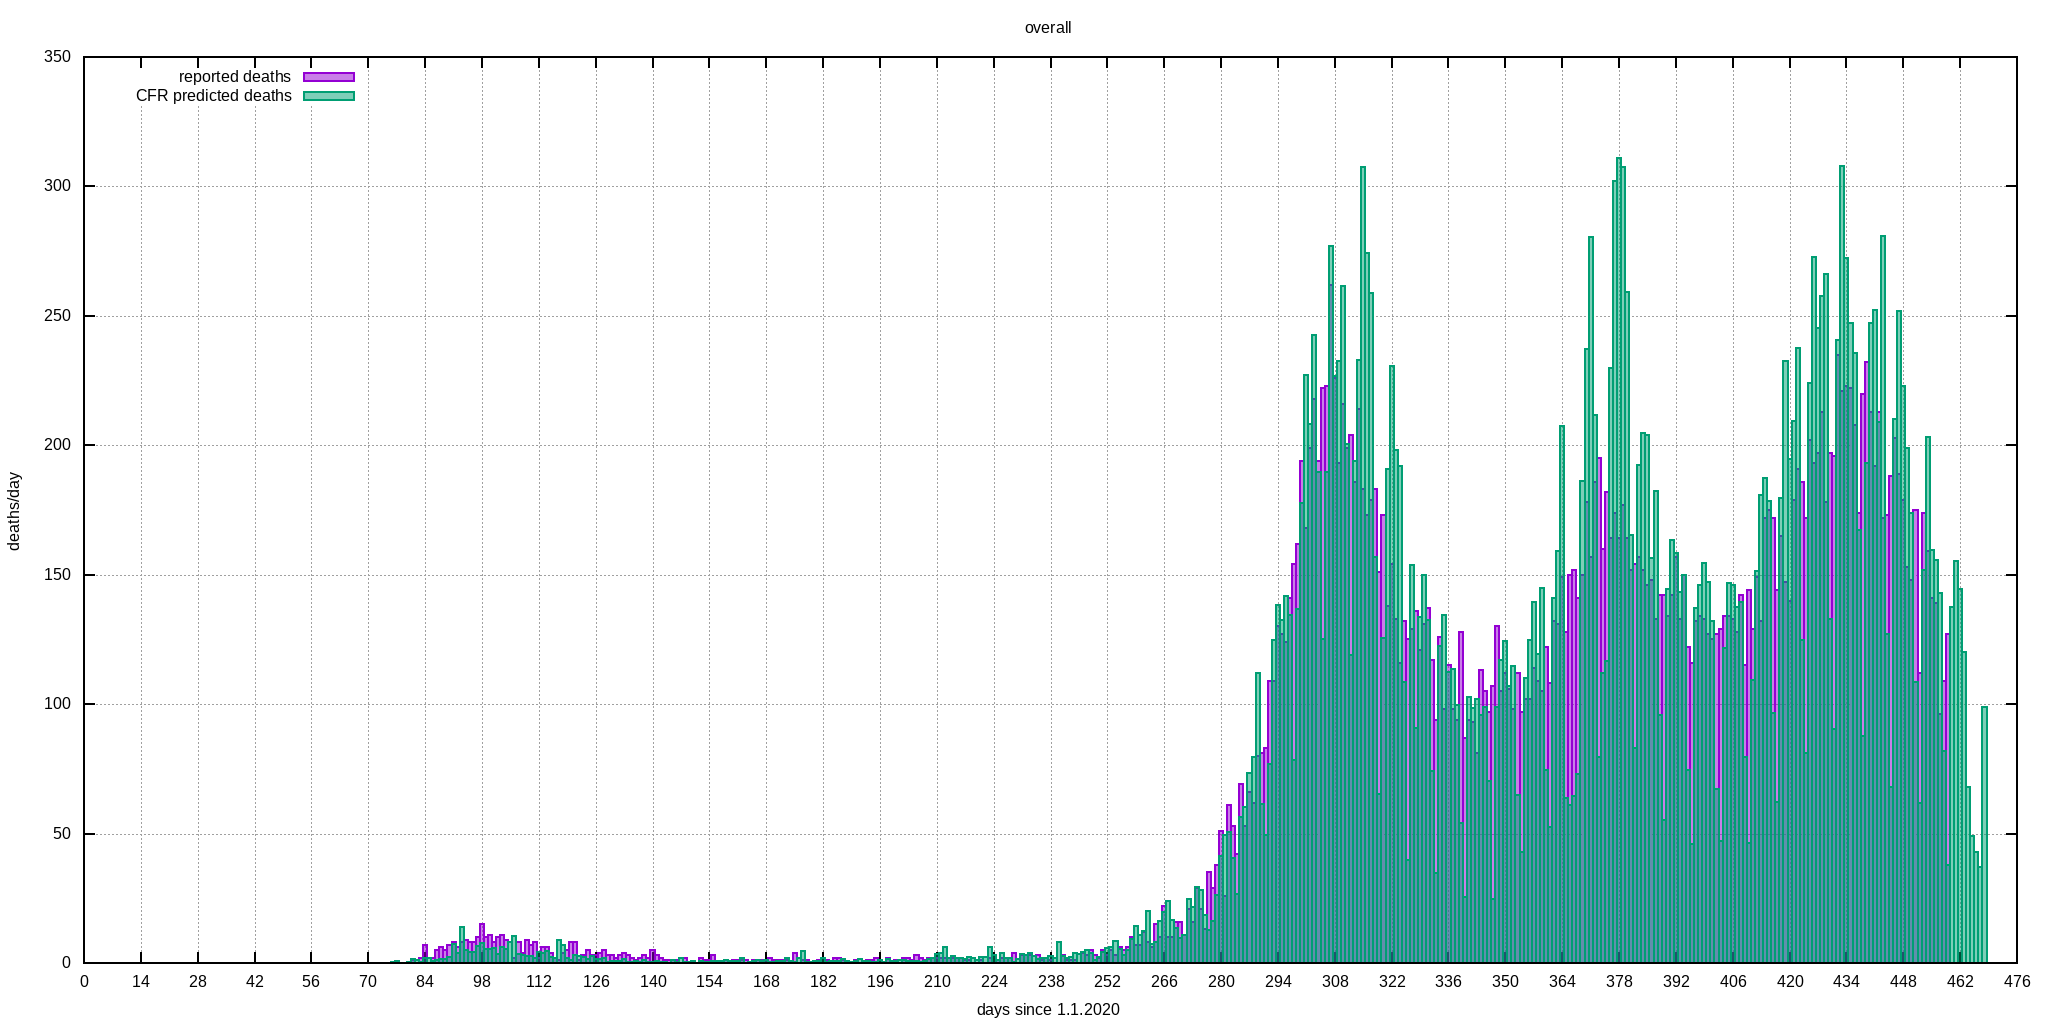 overall
reported deaths
CFR predicted deaths
350
300
250
200
150
100
50
0
deaths/day
0 14 28 42 56 70 84 98 112 126 140 154 168 182 196 210 224 238 252 266 280 294 308 322 336 350 364 378 392 406 420 434 448 462 476
days since 1.1.2020